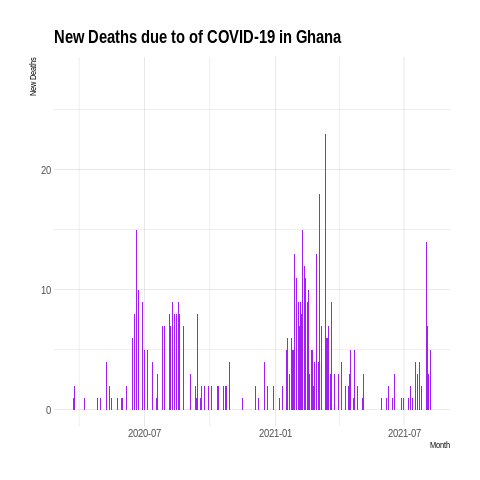 New Deaths due to of COVID-19 in Ghana
New Deaths
20
10
0
2020-07
2021-01
2021-07
Month